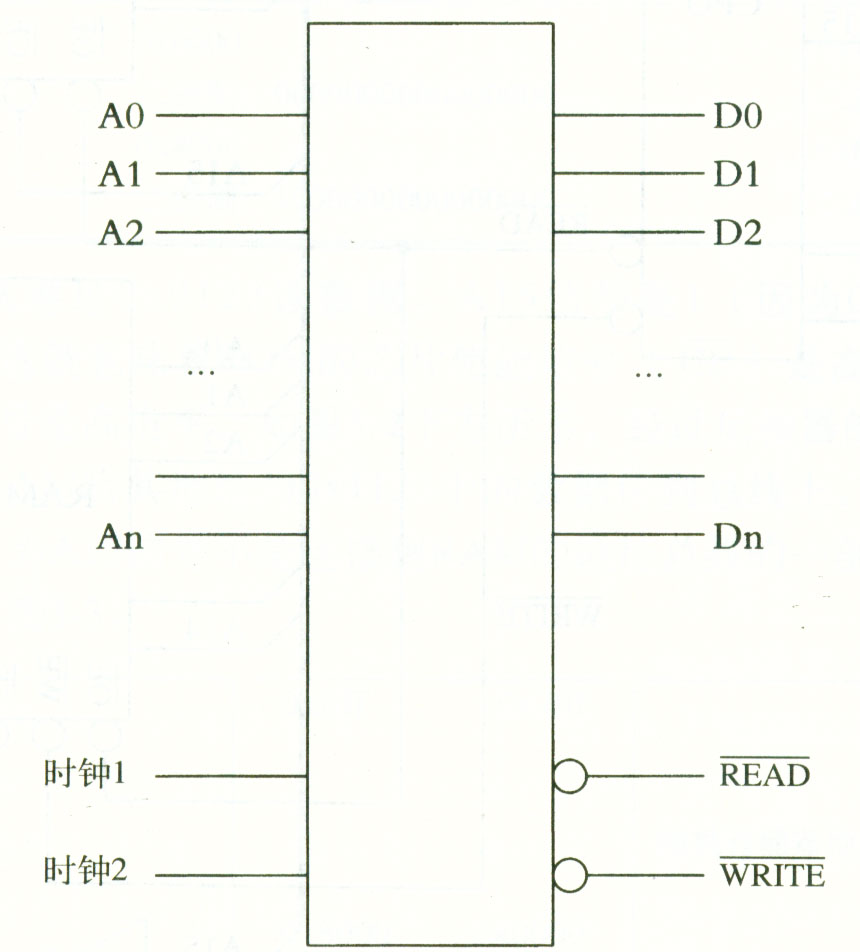 A0 D0
A1 D1
A2 D2
... ...
An Dn
时钟1 READ
时钟2 WRITE